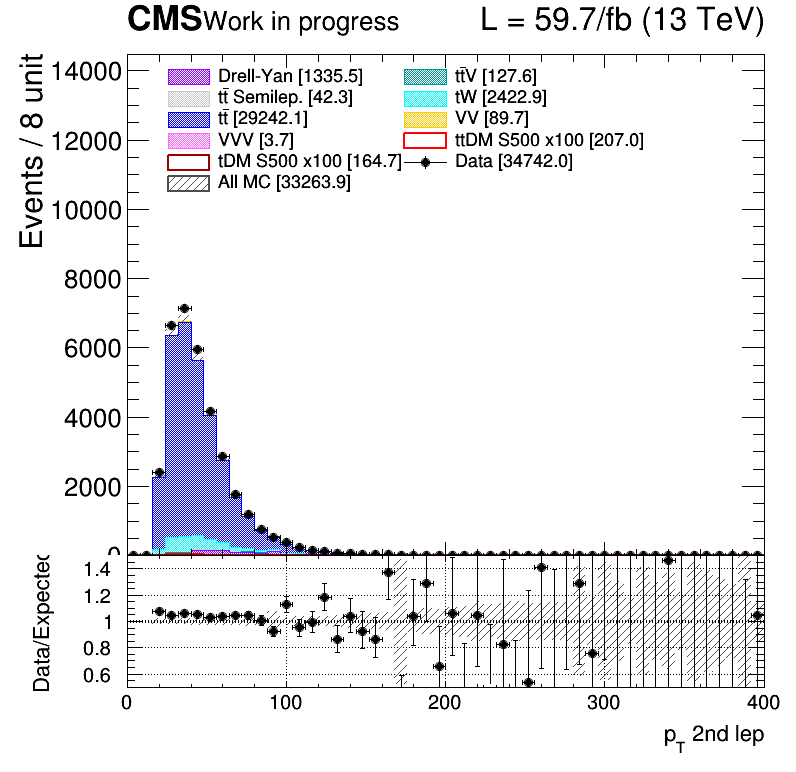 CMS Work in progress L = 59.7/fb (13 TeV)
Events / 8 unit
14000
12000
10000
8000
6000
4000
2000
0
Drell-Yan [1335.5]
tt̄V [127.6]
tt̄ Semilep. [42.3]
tW [2422.9]
tt̄ [29242.1]
VV [89.7]
VVV [3.7]
ttDM S500 x100 [207.0]
tDM S500 x100 [164.7]
Data [34742.0]
All MC [33263.9]
Data/Expected
1.4
1.2
1
0.8
0.6
0 100 200 300 400
pT 2nd lep